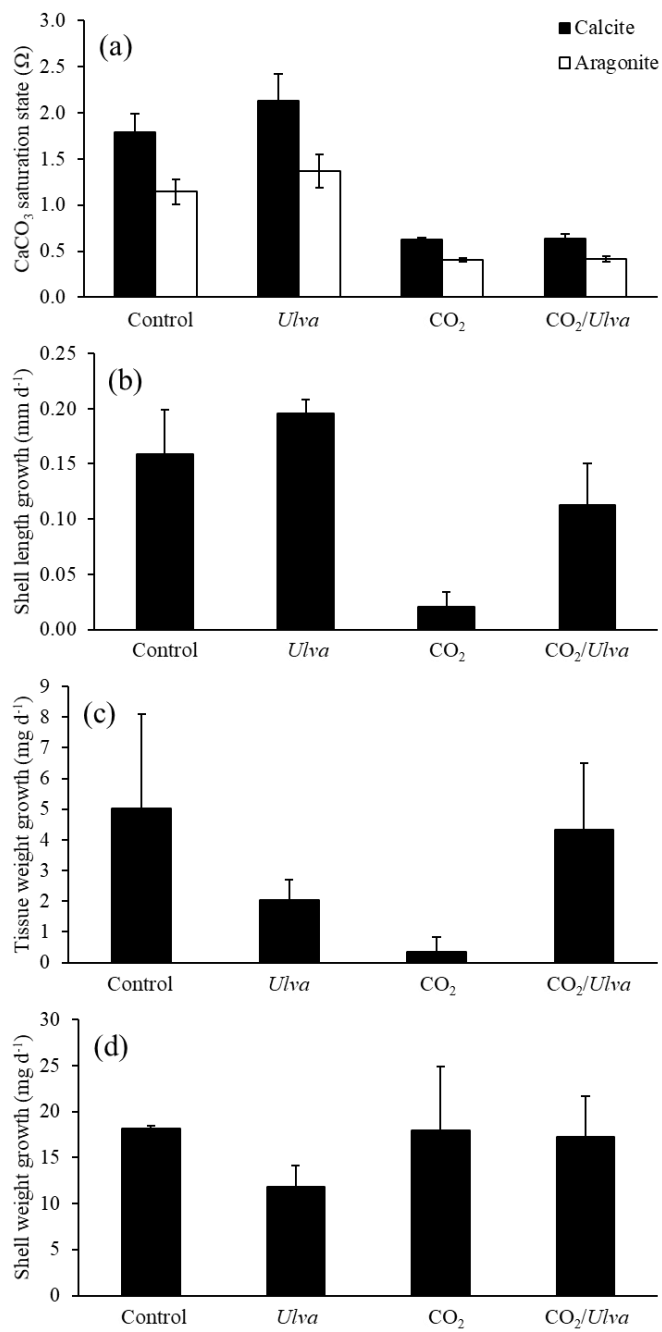 (a)
Calcite
Aragonite
CaCO₃ saturation state (Ω)
3.0
2.5
2.0
1.5
1.0
0.5
0.0
Control Ulva CO₂ CO₂/Ulva
(b)
Shell length growth (mm d⁻¹)
0.25
0.20
0.15
0.10
0.05
0.00
Control Ulva CO₂ CO₂/Ulva
(c)
Tissue weight growth (mg d⁻¹)
9
8
7
6
5
4
3
2
1
0
Control Ulva CO₂ CO₂/Ulva
(d)
Shell weight growth (mg d⁻¹)
30
25
20
15
10
5
0
Control Ulva CO₂ CO₂/Ulva